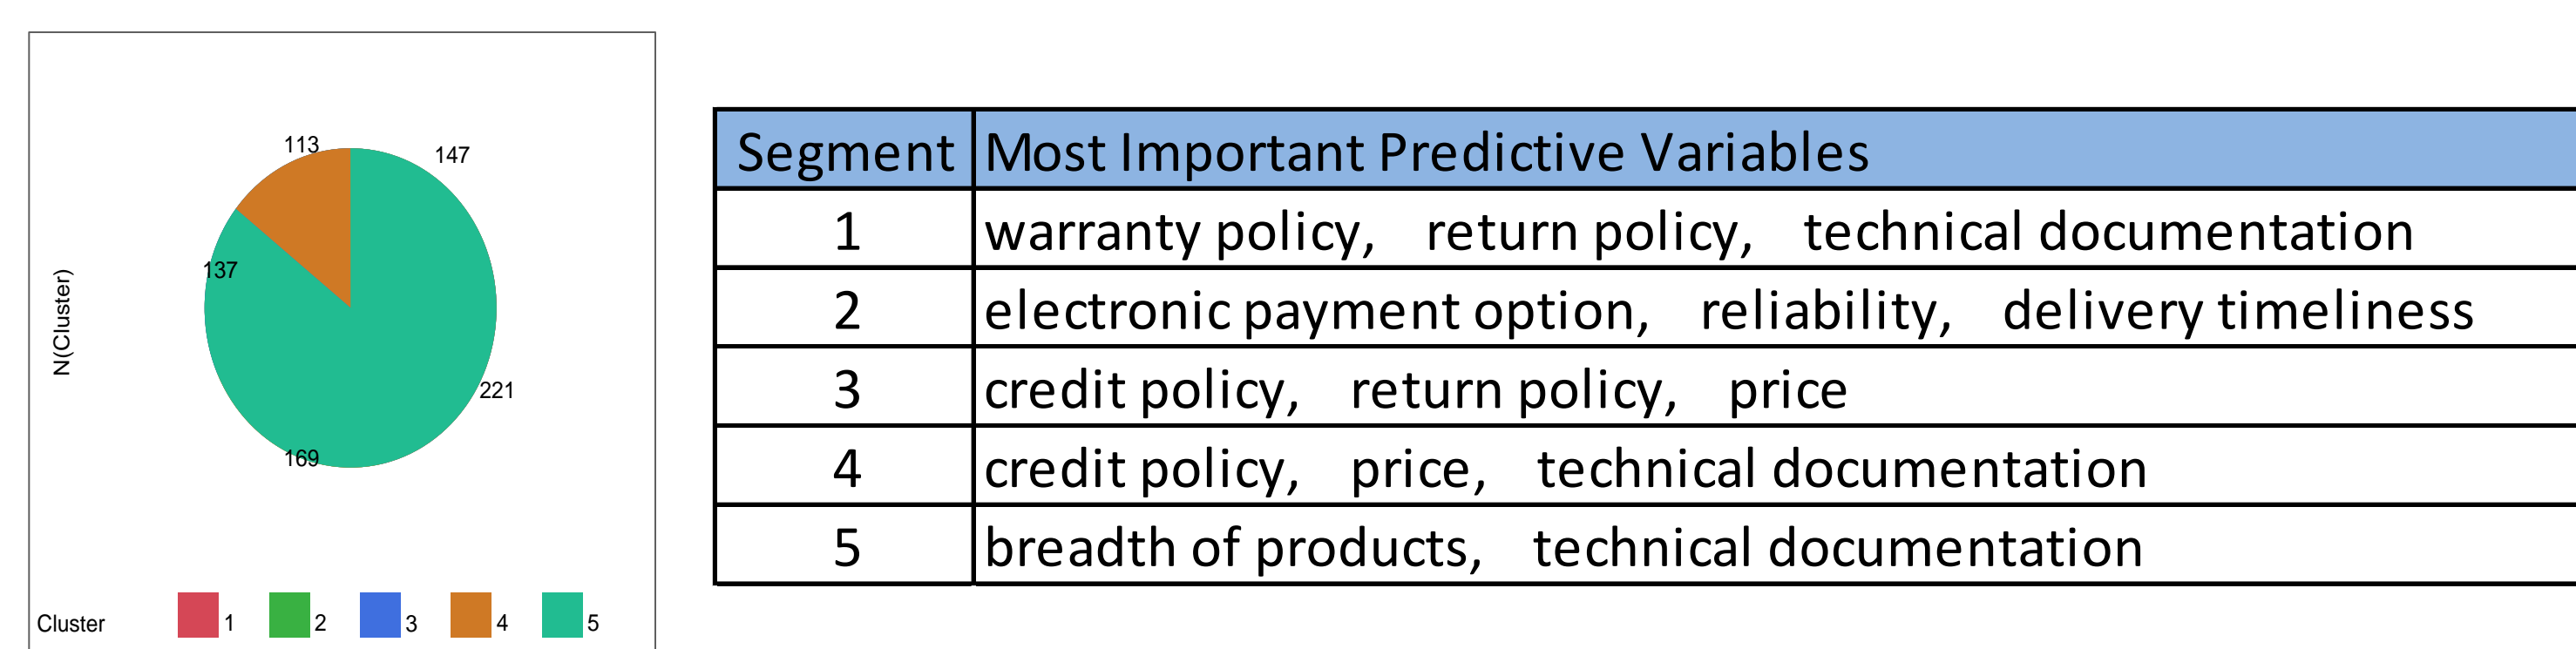 113
147
137
221
169
N(Cluster)
Cluster 1 2 3 4 5
Segment Most Important Predictive Variables
1 warranty policy, return policy, technical documentation
2 electronic payment option, reliability, delivery timeliness
3 credit policy, return policy, price
4 credit policy, price, technical documentation
5 breadth of products, technical documentation